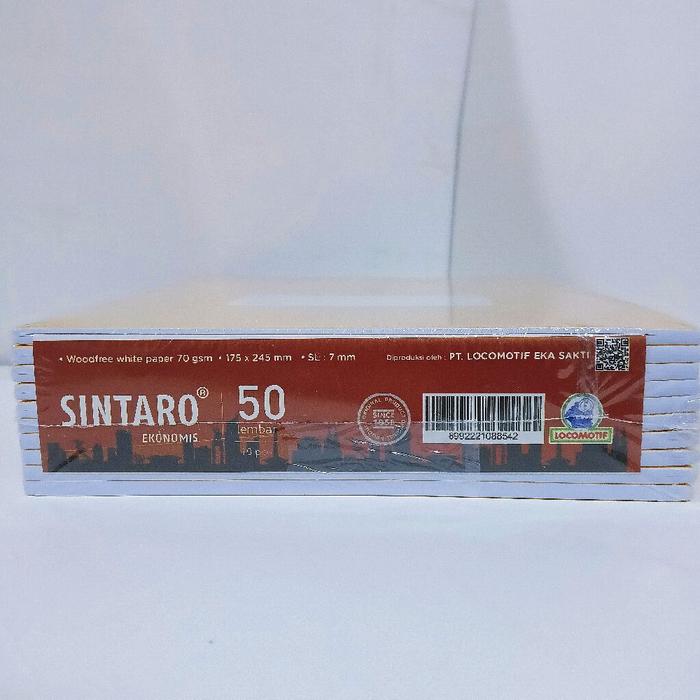 • Woodfree white paper 70 gsm • 175 x 245 mm • SL : 7 mm
Diproduksi oleh : PT. LOCOMOTIF EKA SAKTI
SINTARO®
EKONOMIS
50
lembar
SINCE
1951
8992221088542
LOCOMOTIF